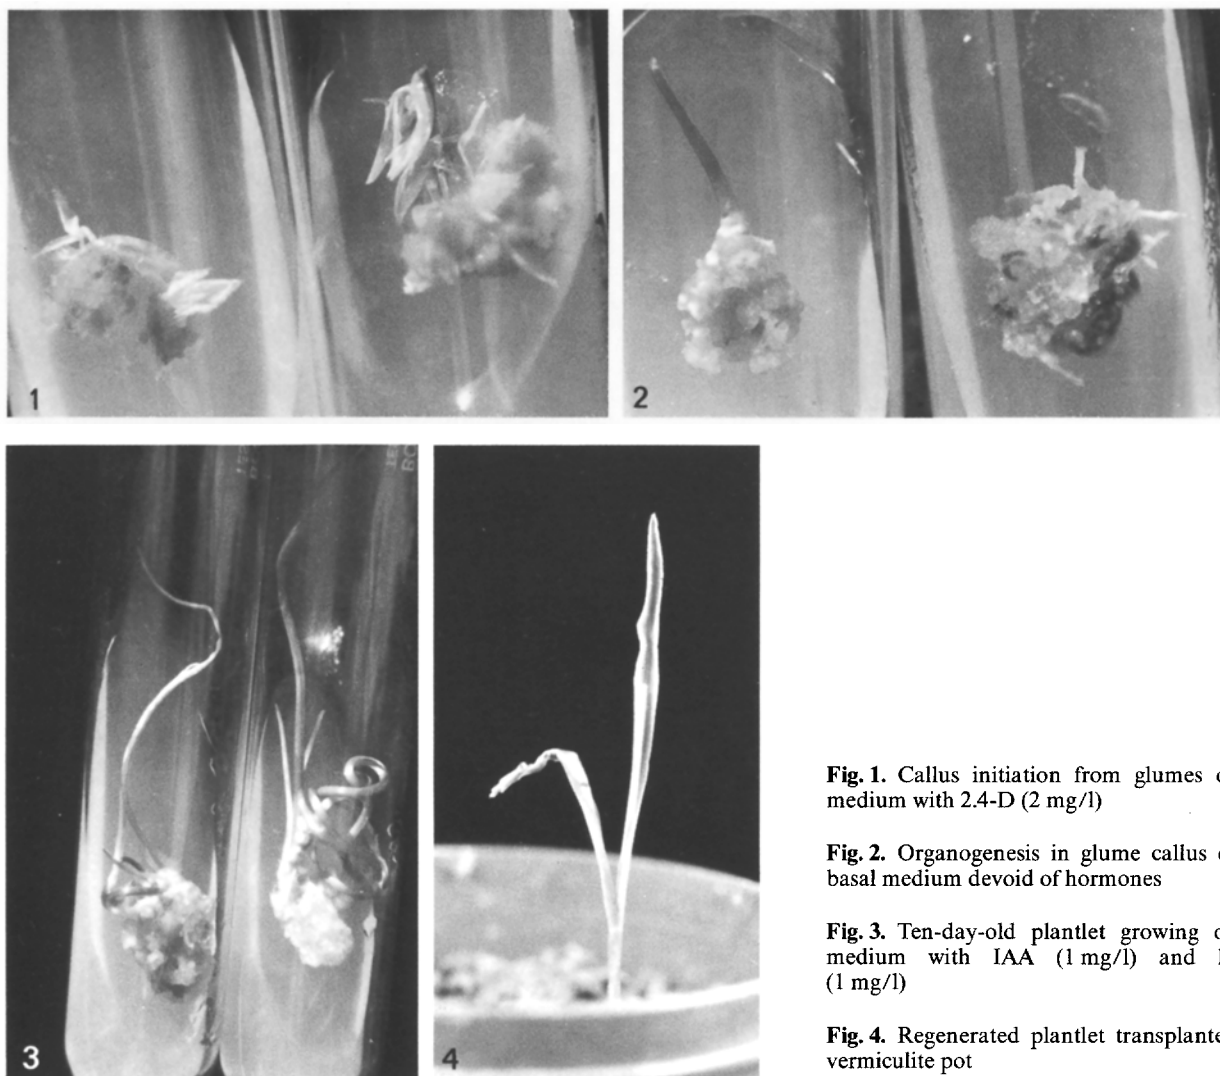 1
2
3
4
Fig. 1. Callus initiation from glumes
medium with 2.4-D (2 mg/l)
Fig. 2. Organogenesis in glume callus
basal medium devoid of hormones
Fig. 3. Ten-day-old plantlet growing
medium with IAA (1 mg/l) and
(1 mg/l)
Fig. 4. Regenerated plantlet
vermiculite pot